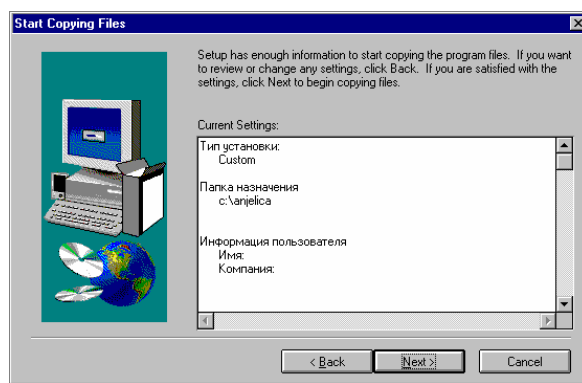 Start Copying Files
Setup has enough information to start copying the program files. If you want
to review or change any settings, click Back. If you are satisfied with the
settings, click Next to begin copying files.
Current Settings:
Тип установки:
Custom
Папка назначения
c:\anjelica
Информация пользователя
Имя:
Компания:
< Back
Next >
Cancel